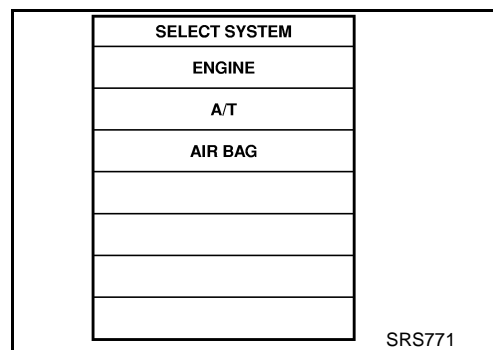 SELECT SYSTEM
ENGINE
A/T
AIR BAG
SRS771